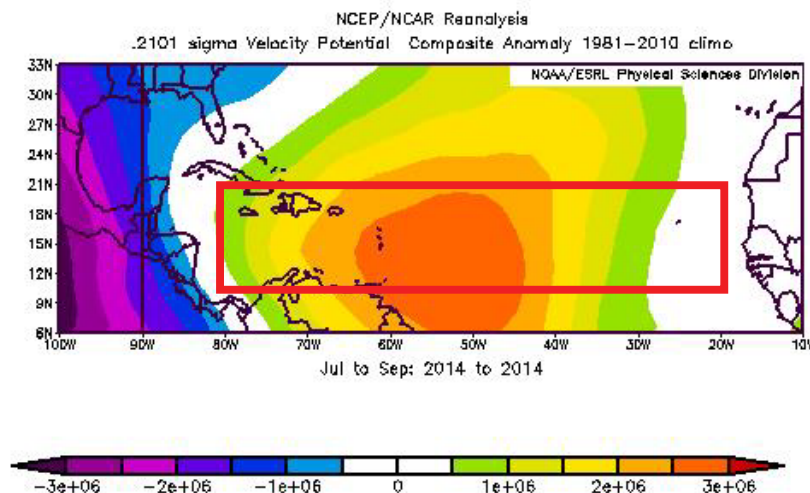 NCEP/NCAR Reanalysis
.2101 sigma Velocity Potential Composite Anomaly 1981-2010 climo
NOAA/ESRL Physical Sciences Division
33N
30N
27N
24N
21N
18N
15N
12N
9N
6N
100W 90W 80W 70W 60W 50W 40W 30W 20W 10W
Jul to Sep: 2014 to 2014
-3e+06 -2e+06 -1e+06 0 1e+06 2e+06 3e+06